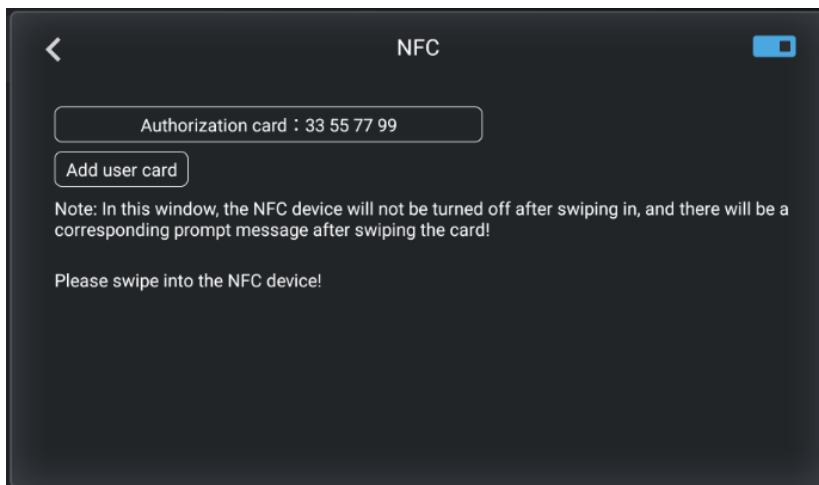 NFC
Authorization card：33 55 77 99
Add user card
Note: In this window, the NFC device will not be turned off after swiping in, and there will be a
corresponding prompt message after swiping the card!
Please swipe into the NFC device!